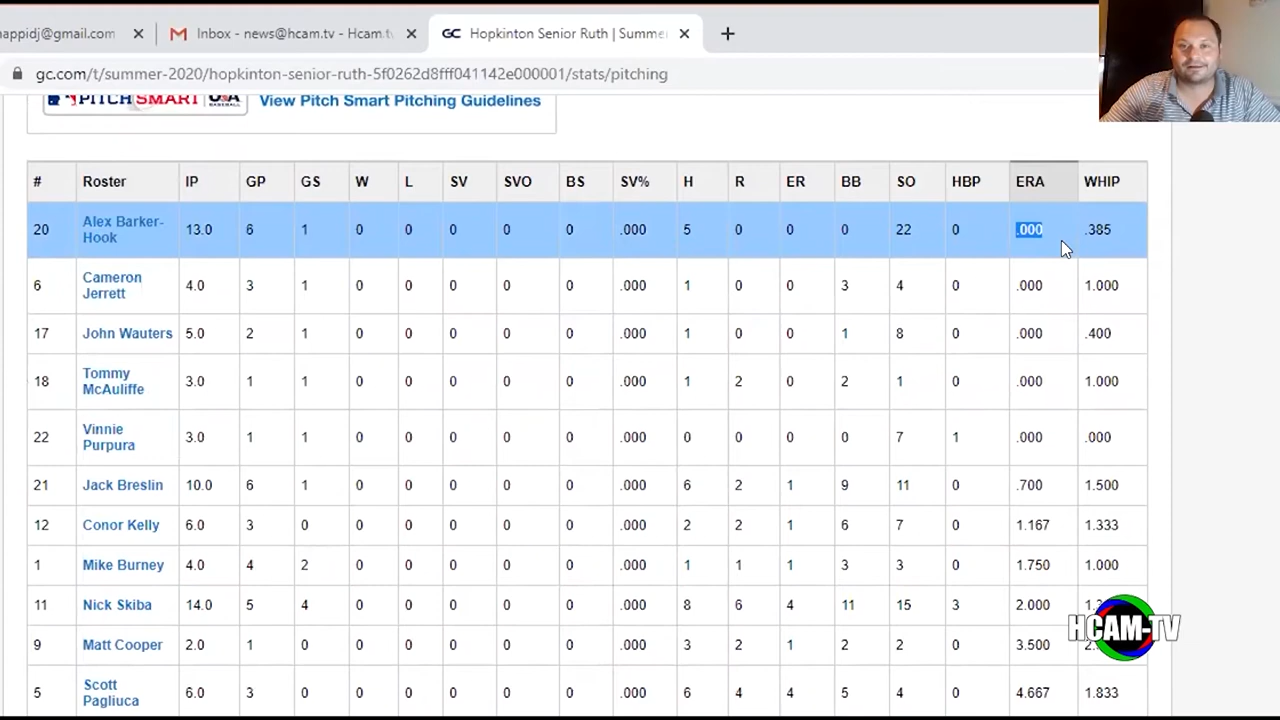 nappidj@gmail.com
Inbox - news@hcam.tv - Hcam.tv
GC Hopkinton Senior Ruth | Summe
gc.com/t/summer-2020/hopkinton-senior-ruth-5f0262d8fff041142e000001/stats/pitching
PITCHSMART USA View Pitch Smart Pitching Guidelines
# Roster IP GP GS W L SV SVO BS SV% H R ER BB SO HBP ERA WHIP
20 Alex Barker-Hook 13.0 6 1 0 0 0 0 0 .000 5 0 0 0 22 0 .000 .385
6 Cameron Jerrett 4.0 3 1 0 0 0 0 0 .000 1 0 0 3 4 0 .000 1.000
17 John Wauters 5.0 2 1 0 0 0 0 0 .000 1 0 0 1 8 0 .000 .400
18 Tommy McAuliffe 3.0 1 1 0 0 0 0 0 .000 1 2 0 2 1 0 .000 1.000
22 Vinnie Purpura 3.0 1 1 0 0 0 0 0 .000 0 0 0 0 7 1 .000 .000
21 Jack Breslin 10.0 6 1 0 0 0 0 0 .000 6 2 1 9 11 0 .700 1.500
12 Conor Kelly 6.0 3 0 0 0 0 0 0 .000 2 2 1 6 7 0 1.167 1.333
1 Mike Burney 4.0 4 2 0 0 0 0 0 .000 1 1 1 3 3 0 1.750 1.000
11 Nick Skiba 14.0 5 4 0 0 0 0 0 .000 8 6 4 11 15 3 2.000
9 Matt Cooper 2.0 1 0 0 0 0 0 0 .000 3 2 1 2 2 0 3.500
5 Scott Pagliuca 6.0 3 0 0 0 0 0 0 .000 6 4 4 5 4 0 4.667 1.833
HCAM-TV